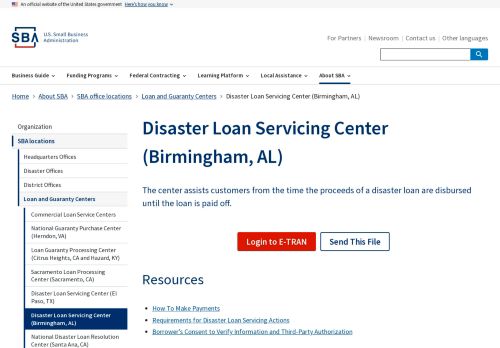 An official website of the United States government Here's how you know
SBA U.S. Small Business
Administration
For Partners Newsroom Contact us Other languages
Business Guide Funding Programs Federal Contracting Learning Platform Local Assistance About SBA
Home About SBA SBA office locations Loan and Guaranty Centers Disaster Loan Servicing Center (Birmingham, AL)
Organization
SBA locations
Headquarters Offices
Disaster Offices
District Offices
Loan and Guaranty Centers
Commercial Loan Service Centers
National Guaranty Purchase Center
(Herndon, VA)
Loan Guaranty Processing Center
(Citrus Heights, CA and Hazard, KY)
Sacramento Loan Processing
Center (Sacramento, CA)
Disaster Loan Servicing Center (El
Paso, TX)
Disaster Loan Servicing Center
(Birmingham, AL)
National Disaster Loan Resolution
Center (Santa Ana, CA)
Disaster Loan Servicing Center
(Birmingham, AL)
The center assists customers from the time the proceeds of a disaster loan are disbursed
until the loan is paid off.
Login to E-TRAN Send This File
Resources
How To Make Payments
Requirements for Disaster Loan Servicing Actions
Borrower's Consent to Verify Information and Third-Party Authorization